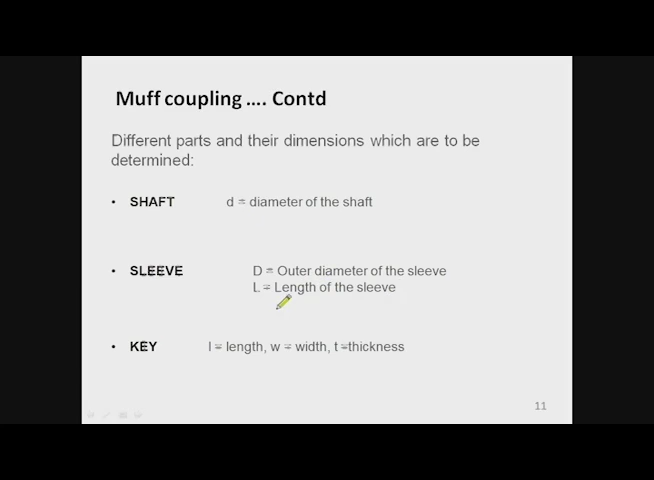 Muff coupling .... Contd
Different parts and their dimensions which are to be
determined:
• SHAFT d = diameter of the shaft
• SLEEVE D = Outer diameter of the sleeve
L = Length of the sleeve
• KEY l = length, w = width, t =thickness
11